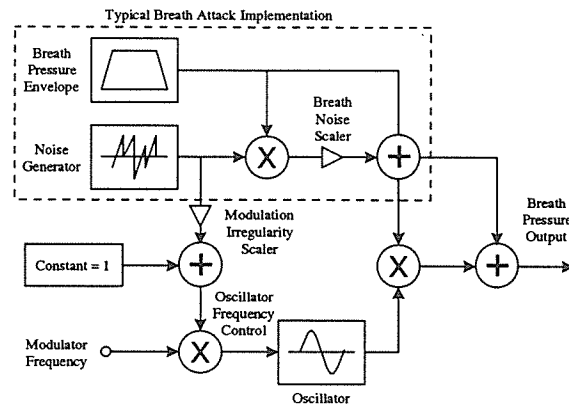 Typical Breath Attack Implementation
Breath
Pressure
Envelope
Breath
Noise
Scaler
Noise
Generator
X
+
Modulation
Irregularity
Scaler
Breath
Pressure
Output
Constant = 1
+
X
+
Oscillator
Frequency
Control
Modulator
Frequency
X
Oscillator